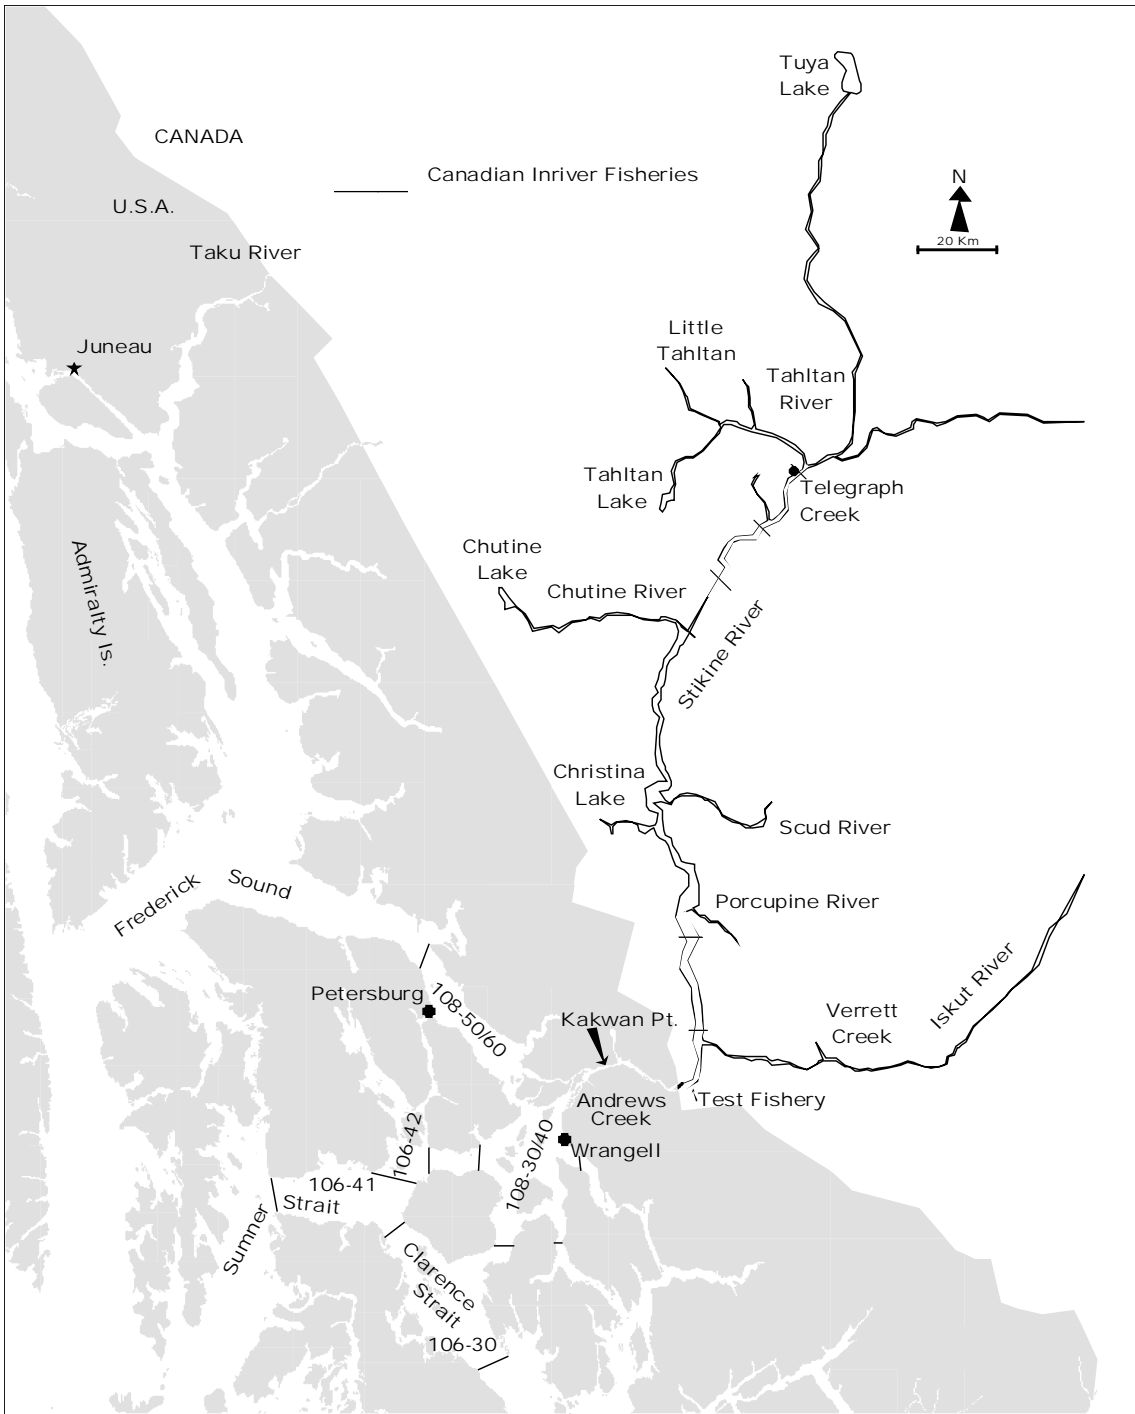 Tuya
Lake
CANADA
Canadian Inriver Fisheries
N
U.S.A.
20 Km
Taku River
Little
Tahltan
Juneau
Tahltan
River
Tahltan
Lake
Telegraph
Creek
Chutine
Lake
Chutine River
Admiralty Is.
Stikine River
Christina
Lake
Scud River
Frederick Sound
Porcupine River
Iskut River
Petersburg
108-50/60
Kakwan Pt.
Verrett
Creek
Andrews
Creek
Test Fishery
106-42
108-30/40
Wrangell
106-41
Sumner Strait
Clarence
Strait
106-30